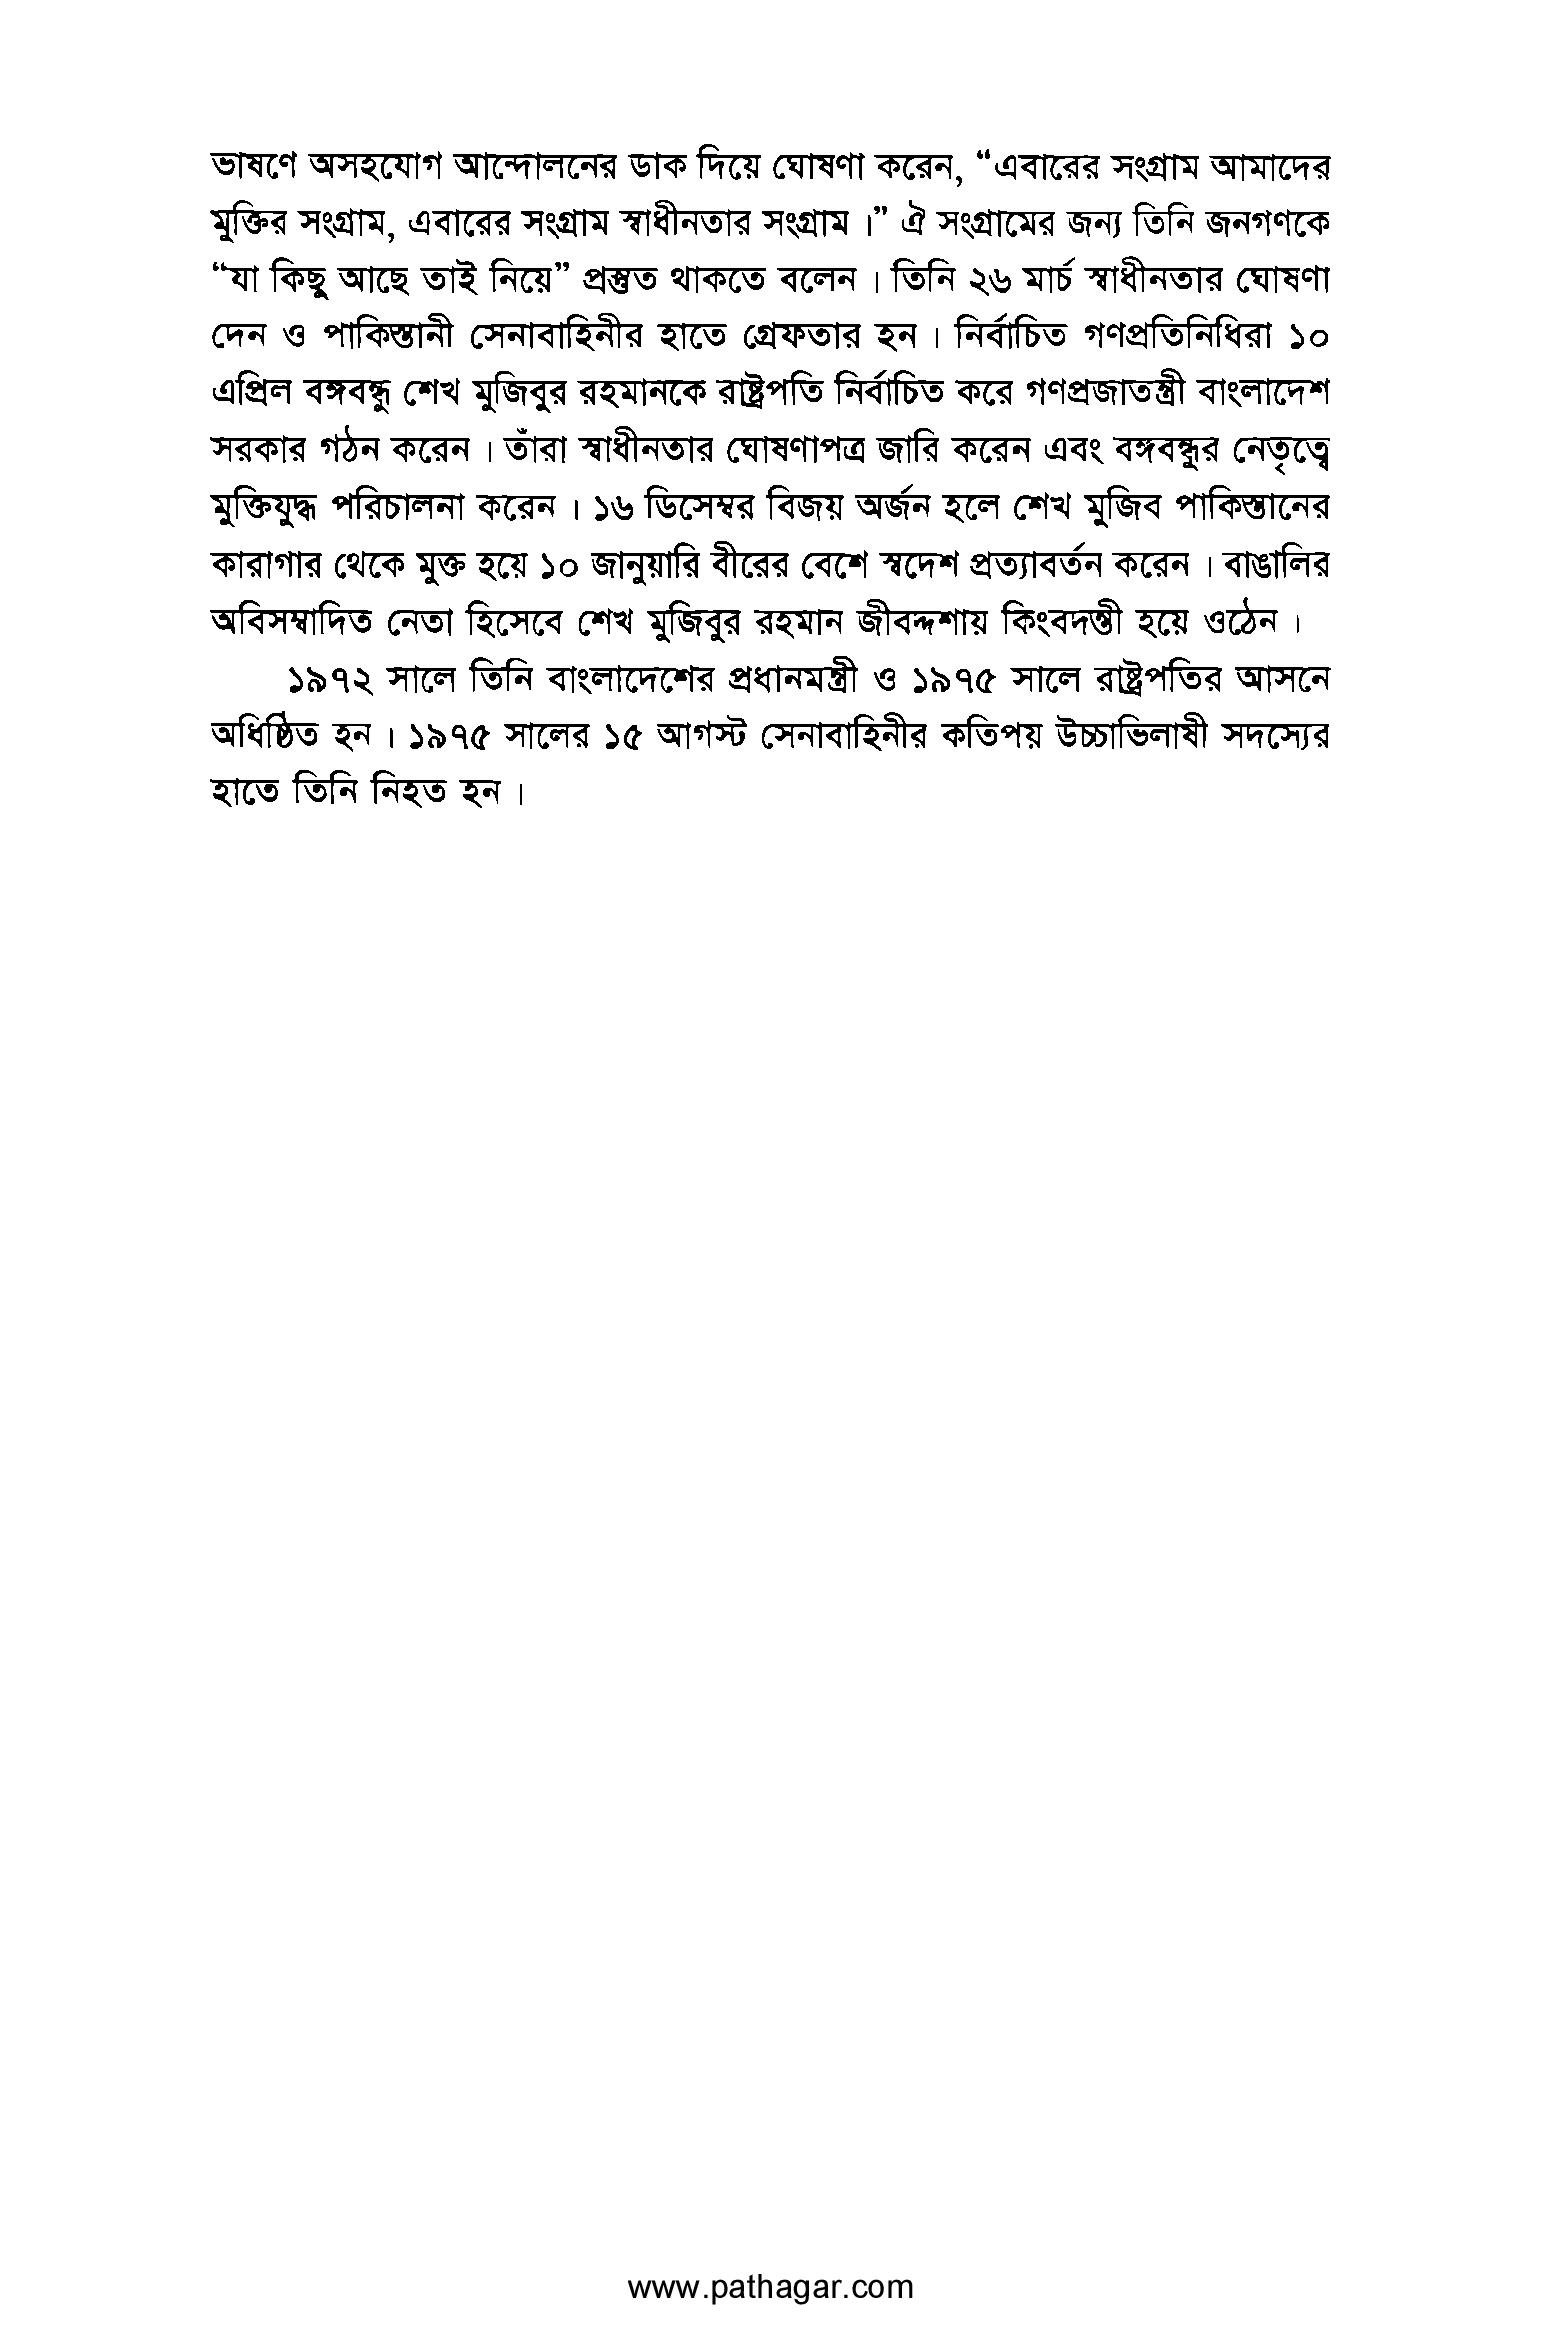 ভাষণে অসহযোগ আন্দোলনের ডাক দিয়ে ঘোষণা করেন, “এবারের সংগ্রাম আমাদের
মুক্তির সংগ্রাম, এবারের সংগ্রাম স্বাধীনতার সংগ্রাম।” ঐ সংগ্রামের জন্য তিনি জনগণকে
“যা কিছু আছে তাই নিয়ে” প্রস্তুত থাকতে বলেন। তিনি ২৬ মার্চ স্বাধীনতার ঘোষণা
দেন ও পাকিস্তানী সেনাবাহিনীর হাতে গ্রেফতার হন। নির্বাচিত গণপ্রতিনিধিরা ১০
এপ্রিল বঙ্গবন্ধু শেখ মুজিবুর রহমানকে রাষ্ট্রপতি নির্বাচিত করে গণপ্রজাতন্ত্রী বাংলাদেশ
সরকার গঠন করেন। তাঁরা স্বাধীনতার ঘোষণাপত্র জারি করেন এবং বঙ্গবন্ধুর নেতৃত্বে
মুক্তিযুদ্ধ পরিচালনা করেন। ১৬ ডিসেম্বর বিজয় অর্জন হলে শেখ মুজিব পাকিস্তানের
কারাগার থেকে মুক্ত হয়ে ১০ জানুয়ারি বীরের বেশে স্বদেশ প্রত্যাবর্তন করেন। বাঙালির
অবিসম্বাদিত নেতা হিসেবে শেখ মুজিবুর রহমান জীবদ্দশায় কিংবদন্তী হয়ে ওঠেন।
১৯৭২ সালে তিনি বাংলাদেশের প্রধানমন্ত্রী ও ১৯৭৫ সালে রাষ্ট্রপতির আসনে
অধিষ্ঠিত হন। ১৯৭৫ সালের ১৫ আগস্ট সেনাবাহিনীর কতিপয় উচ্চাভিলাষী সদস্যের
হাতে তিনি নিহত হন।
www.pathagar.com